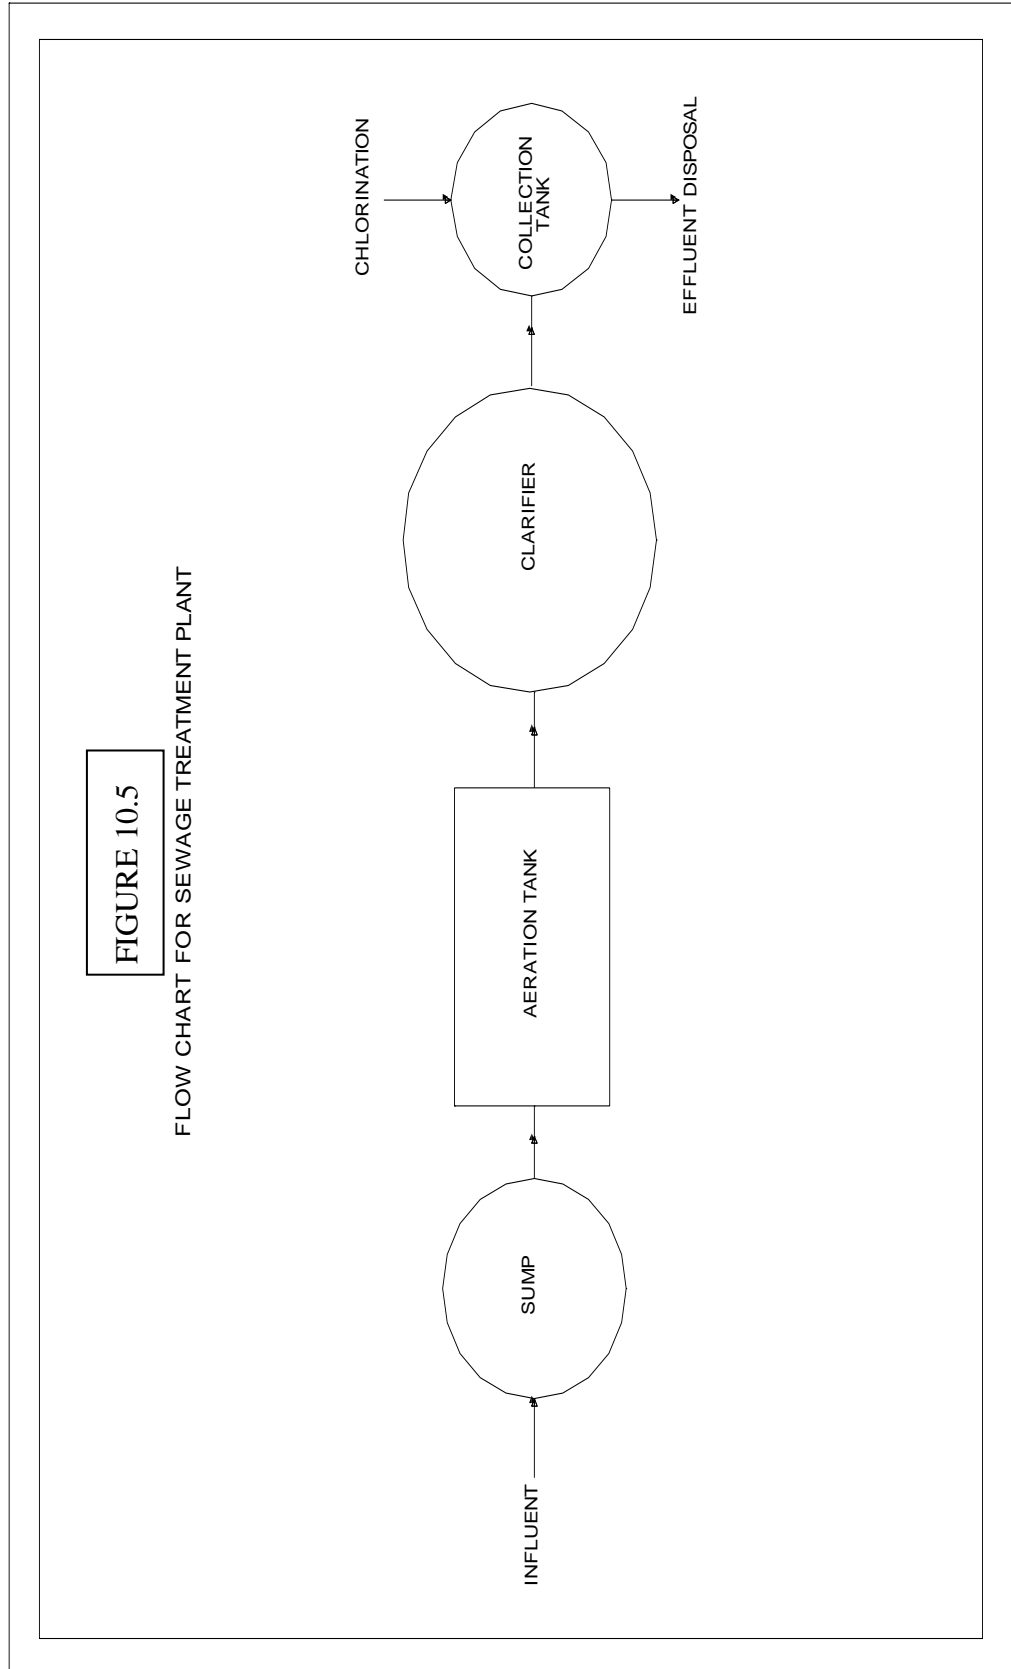 FIGURE 10.5
FLOW CHART FOR SEWAGE TREATMENT PLANT
INFLUENT
SUMP
AERATION TANK
CLARIFIER
CHLORINATION
COLLECTION
TANK
EFFLUENT DISPOSAL